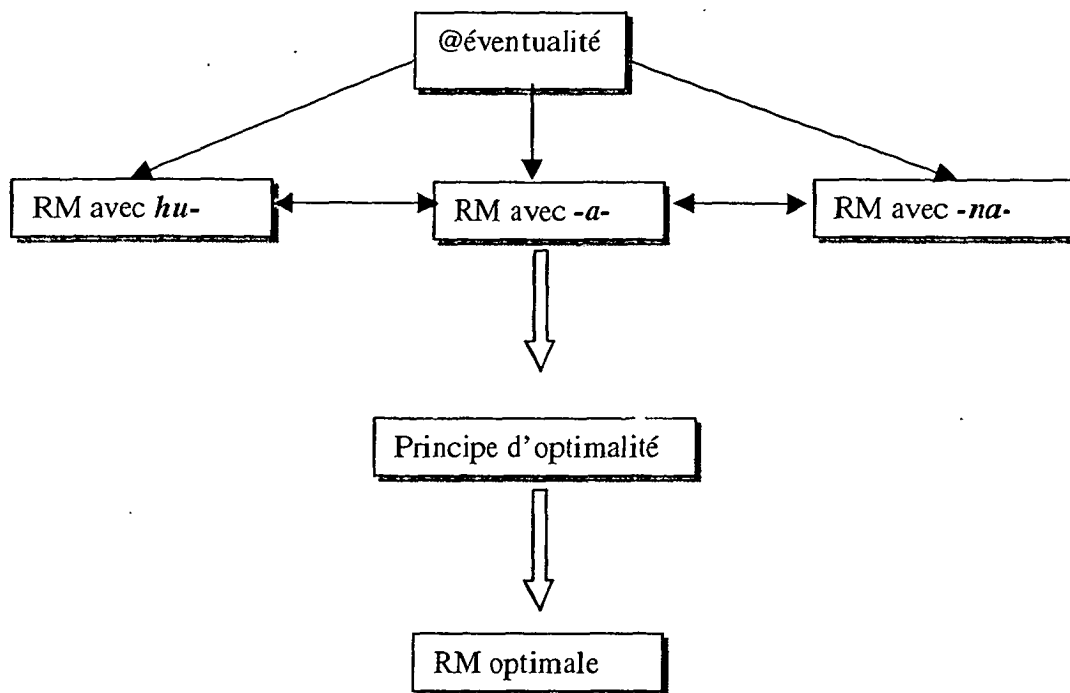 @éventualité
RM avec hu-
RM avec -a-
RM avec -na-
Principe d'optimalité
RM optimale